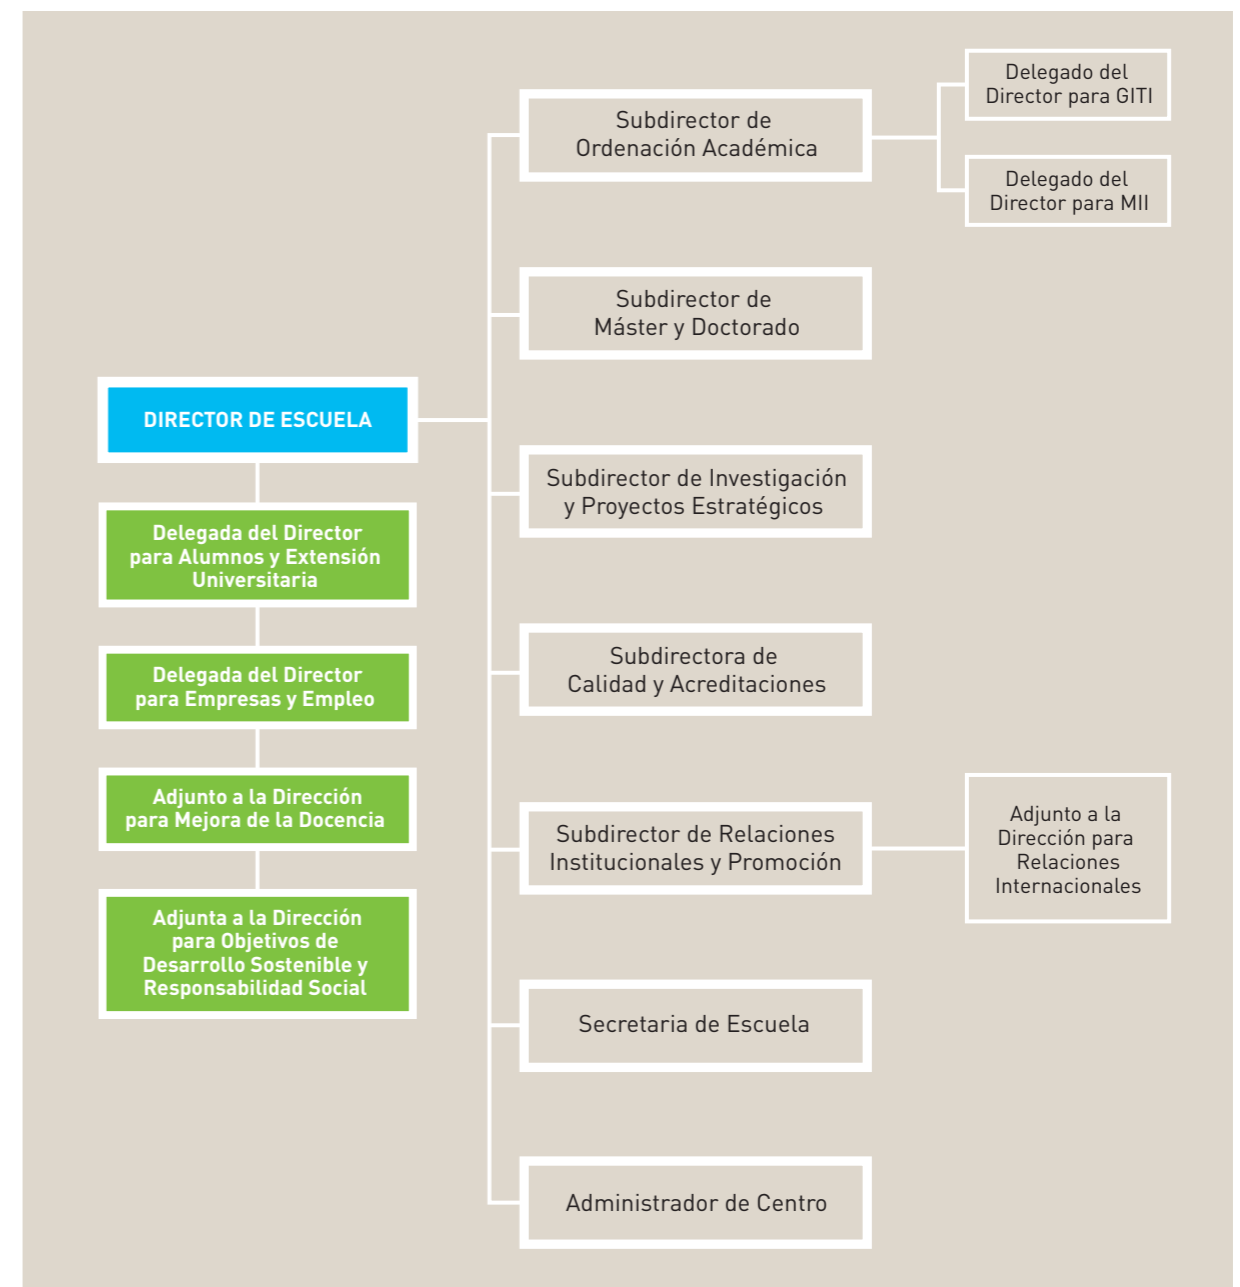 DIRECTOR DE ESCUELA
Delegada del Director
para Alumnos y Extensión
Universitaria
Delegada del Director
para Empresas y Empleo
Adjunto a la Dirección
para Mejora de la Docencia
Adjunta a la Dirección
para Objetivos de
Desarrollo Sostenible y
Responsabilidad Social
Subdirector de
Ordenación Académica
Delegado del
Director para GITI
Delegado del
Director para MII
Subdirector de
Máster y Doctorado
Subdirector de Investigación
y Proyectos Estratégicos
Subdirectora de
Calidad y Acreditaciones
Subdirector de Relaciones
Institucionales y Promoción
Adjunto a la
Dirección para
Relaciones
Internacionales
Secretaria de Escuela
Administrador de Centro